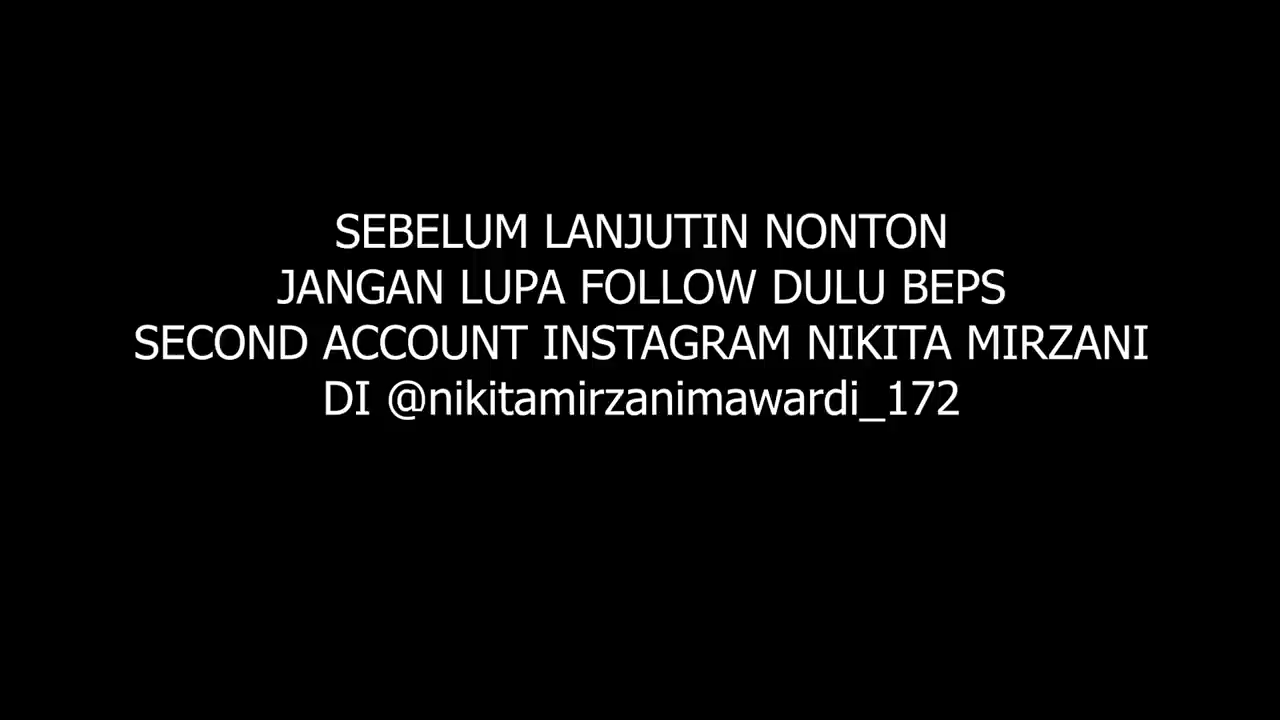 SEBELUM LANJUTIN NONTON
JANGAN LUPA FOLLOW DULU BEPS
SECOND ACCOUNT INSTAGRAM NIKITA MIRZANI
DI @nikitamirzanimawardi_172